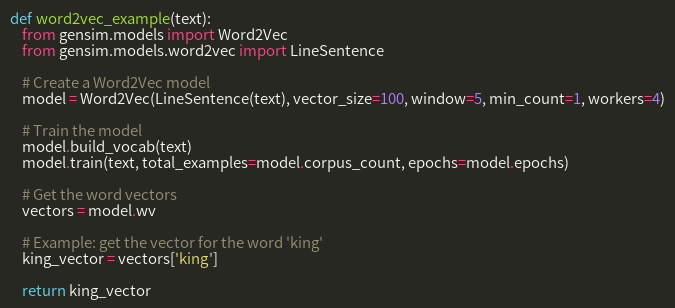 def word2vec_example(text):
    from gensim.models import Word2Vec
    from gensim.models.word2vec import LineSentence
    # Create a Word2Vec model
    model = Word2Vec(LineSentence(text), vector_size=100, window=5, min_count=1, workers=4)
    # Train the model
    model.build_vocab(text)
    model.train(text, total_examples=model.corpus_count, epochs=model.epochs)
    # Get the word vectors
    vectors = model.wv
    # Example: get the vector for the word 'king'
    king_vector = vectors['king']
    return king_vector